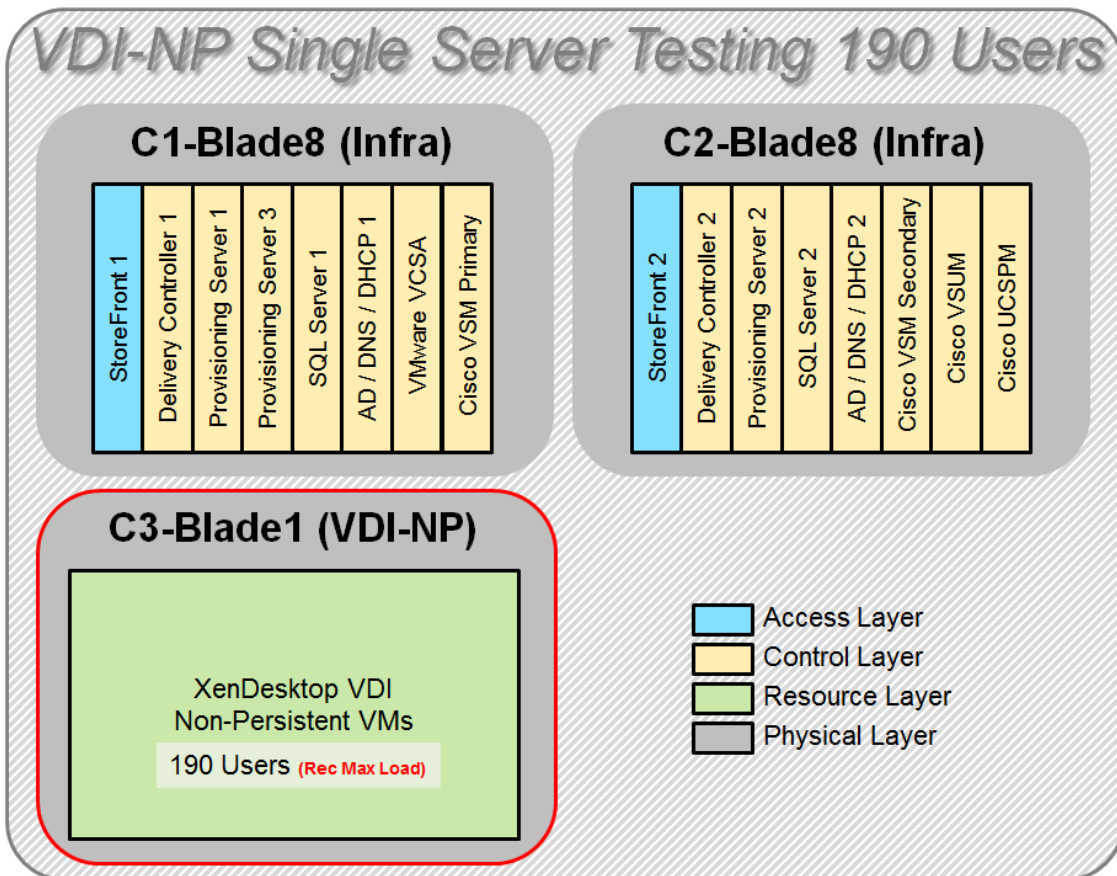 VDI-NP Single Server Testing 190 Users
C1-Blade8 (Infra)
StoreFront 1
Delivery Controller 1
Provisioning Server 1
Provisioning Server 3
SQL Server 1
AD / DNS / DHCP 1
VMware VCSA
Cisco VSM Primary
C2-Blade8 (Infra)
StoreFront 2
Delivery Controller 2
Provisioning Server 2
SQL Server 2
AD / DNS / DHCP 2
Cisco VSM Secondary
Cisco VSUM
Cisco UCSPM
C3-Blade1 (VDI-NP)
XenDesktop VDI
Non-Persistent VMs
190 Users (Rec Max Load)
Access Layer
Control Layer
Resource Layer
Physical Layer